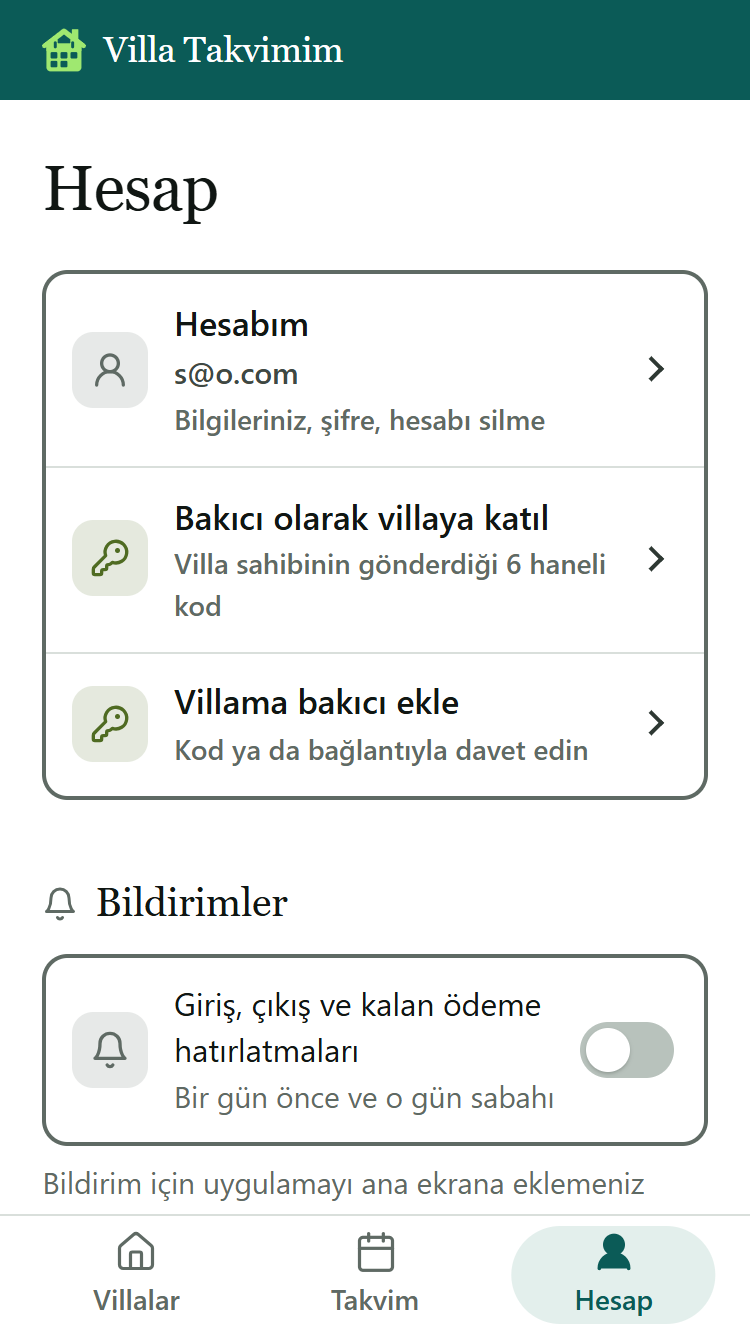 Villa Takvimim
Hesap
Hesabım
s@o.com
Bilgileriniz, şifre, hesabı silme
Bakıcı olarak villaya katıl
Villa sahibinin gönderdiği 6 haneli
kod
Villama bakıcı ekle
Kod ya da bağlantıyla davet edin
Bildirimler
Giriş, çıkış ve kalan ödeme
hatırlatmaları
Bir gün önce ve o gün sabahı
Bildirim için uygulamayı ana ekrana eklemeniz
Villalar
Takvim
Hesap